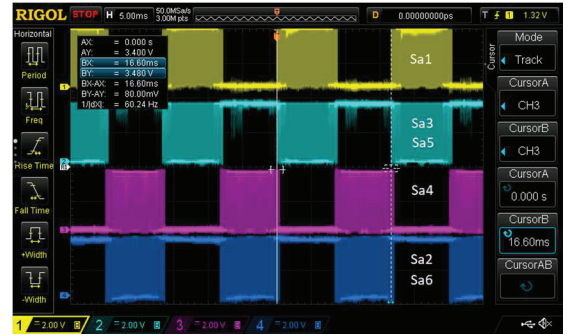 RIGOL STOP H 5.00ms 50.0MSa/s 3.00M pts D 0.00000000ps T 1 1.32V
Horizontal
Period
Freq
Rise Time
Fall Time
+Width
-Width
AX: = 0.000 s
AY: = 3.400 V
BX: = 16.60ms
BY: = 3.480 V
BX-AX: = 16.60ms
BY-AY: = 80.00mV
1/|dX|: = 60.24 Hz
Sa1
Sa3
Sa5
Sa4
Sa2
Sa6
Cursor
Mode
Track
CursorA
CH3
CursorB
CH3
CursorA
0.000 s
CursorB
16.60ms
CursorAB
1 = 2.00 V 2 = 2.00 V 3 = 2.00 V 4 = 2.00 V